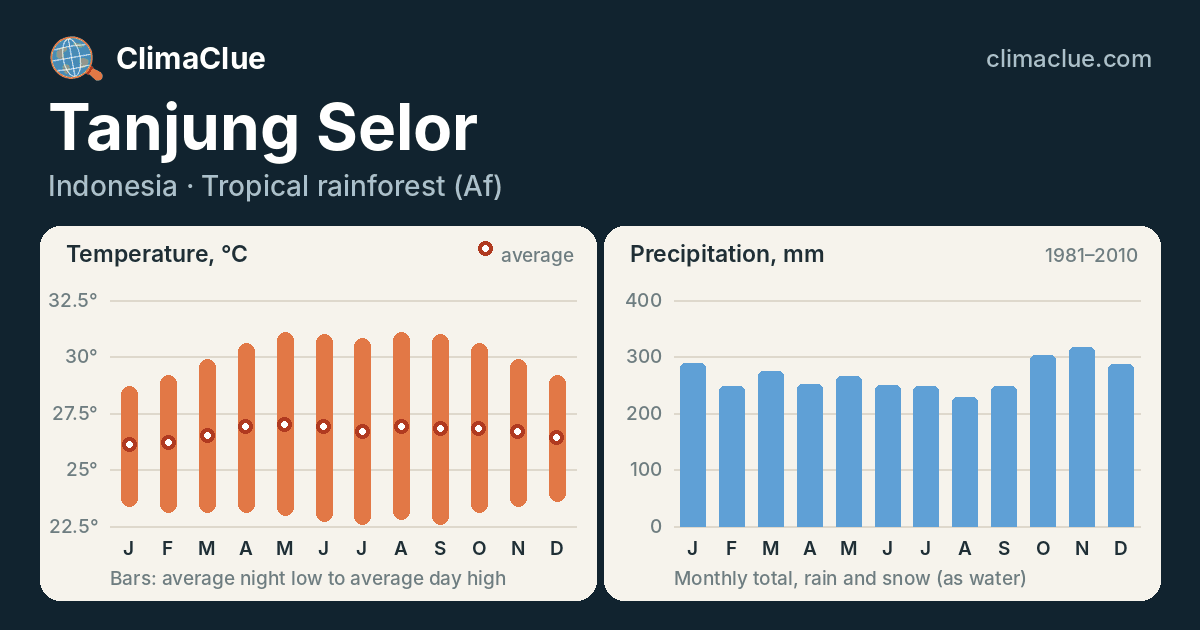 ClimaClue
climaclue.com
Tanjung Selor
Indonesia · Tropical rainforest (Af)
Temperature, °C
average
32.5°
30°
27.5°
25°
22.5°
J F M A M J J A S O N D
Bars: average night low to average day high
Precipitation, mm
1981–2010
400
300
200
100
0
J F M A M J J A S O N D
Monthly total, rain and snow (as water)